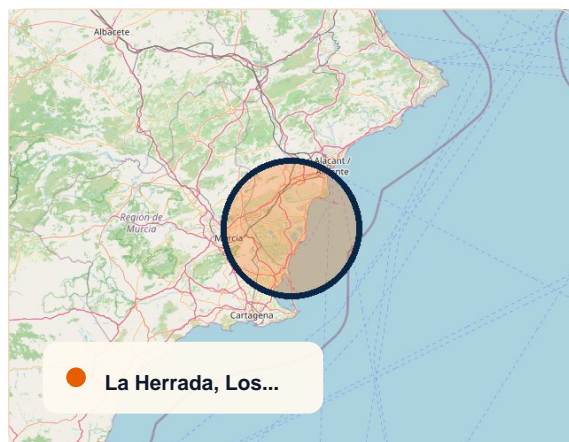 Albacete
Alacant /
Alicante
Región de
Murcia
Murcia
Cartagena
La Herrada, Los...